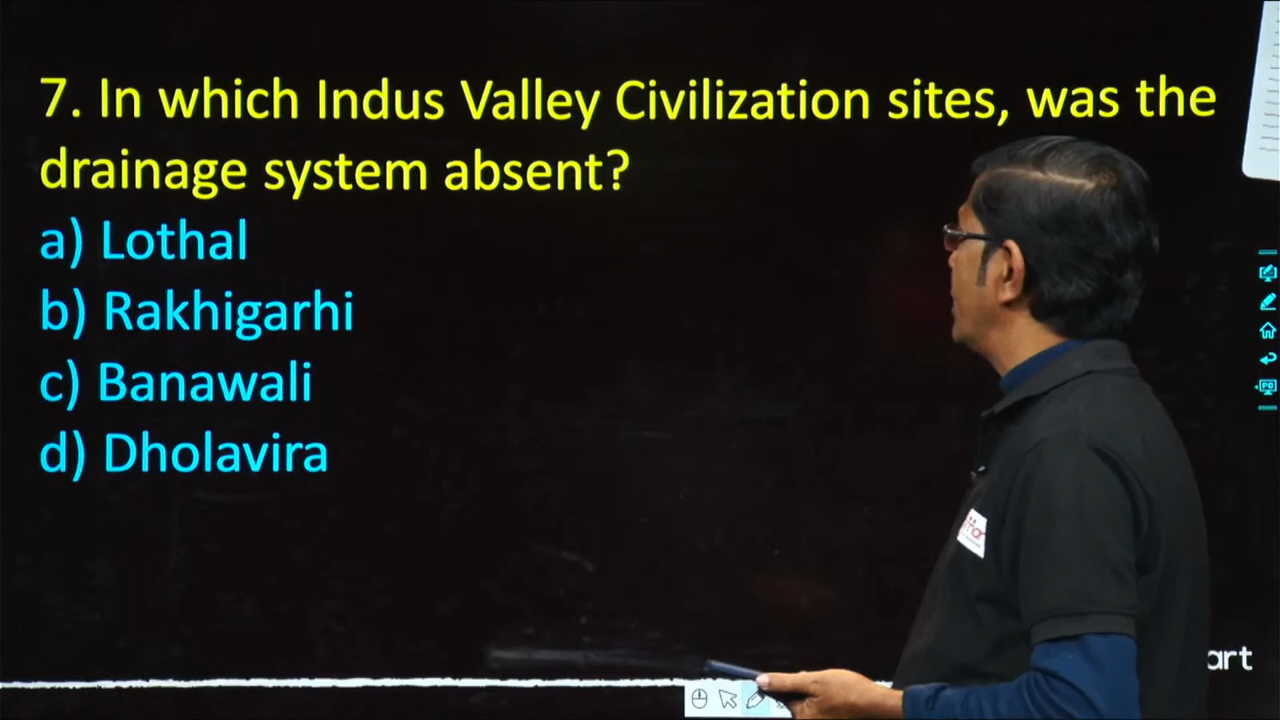 7. In which Indus Valley Civilization sites, was the
drainage system absent?
a) Lothal
b) Rakhigarhi
c) Banawali
d) Dholavira
art